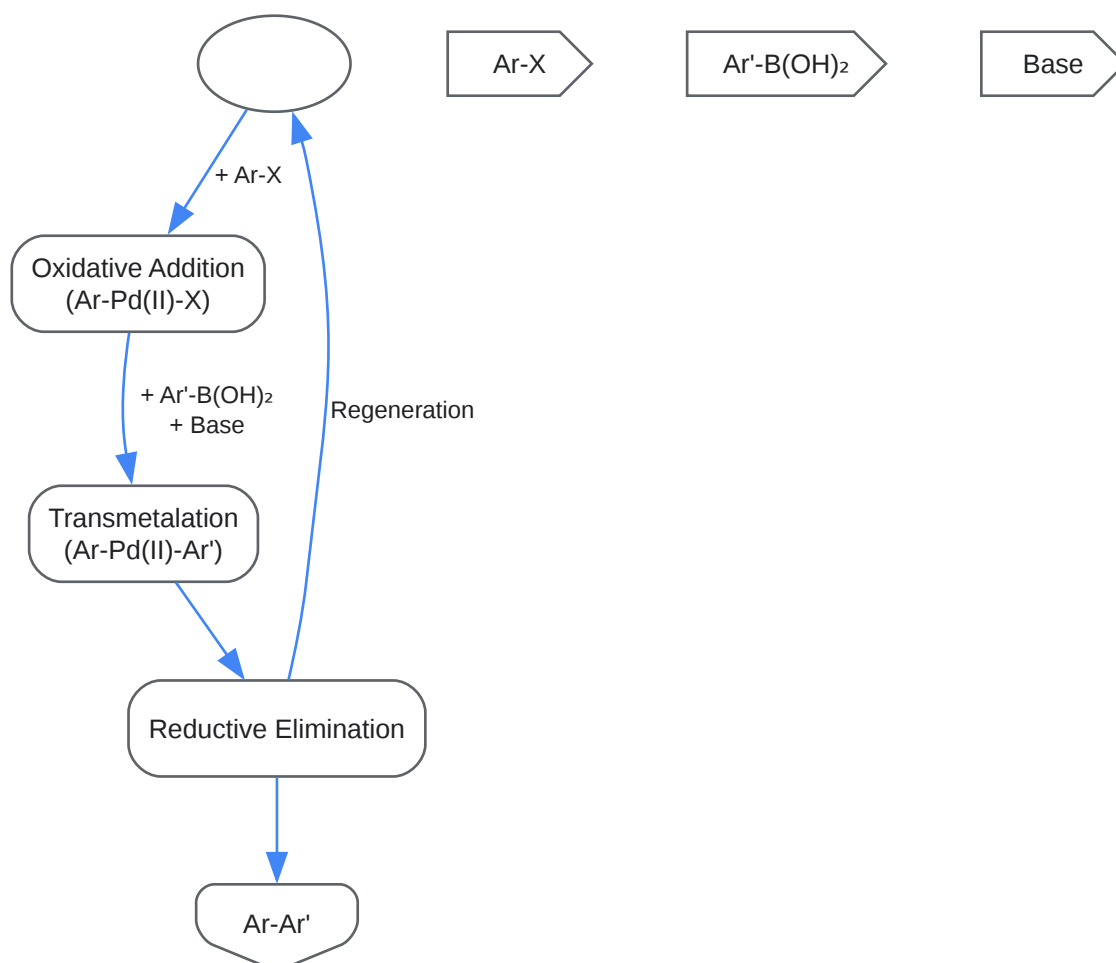 Ar-X
Ar'-B(OH)₂
Base
+ Ar-X
Oxidative Addition
(Ar-Pd(II)-X)
+ Ar'-B(OH)₂
+ Base
Regeneration
Transmetalation
(Ar-Pd(II)-Ar')
Reductive Elimination
Ar-Ar'